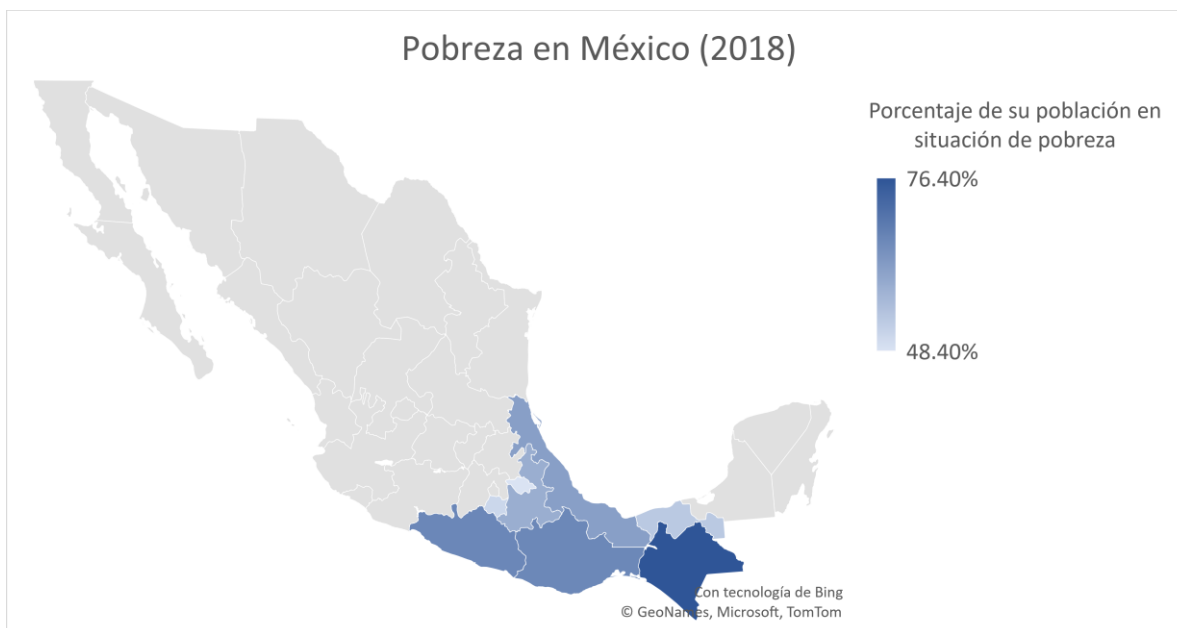 Pobreza en México (2018)
Porcentaje de su población en
situación de pobreza
76.40%
48.40%
Con tecnología de Bing
© GeoNames, Microsoft, TomTom